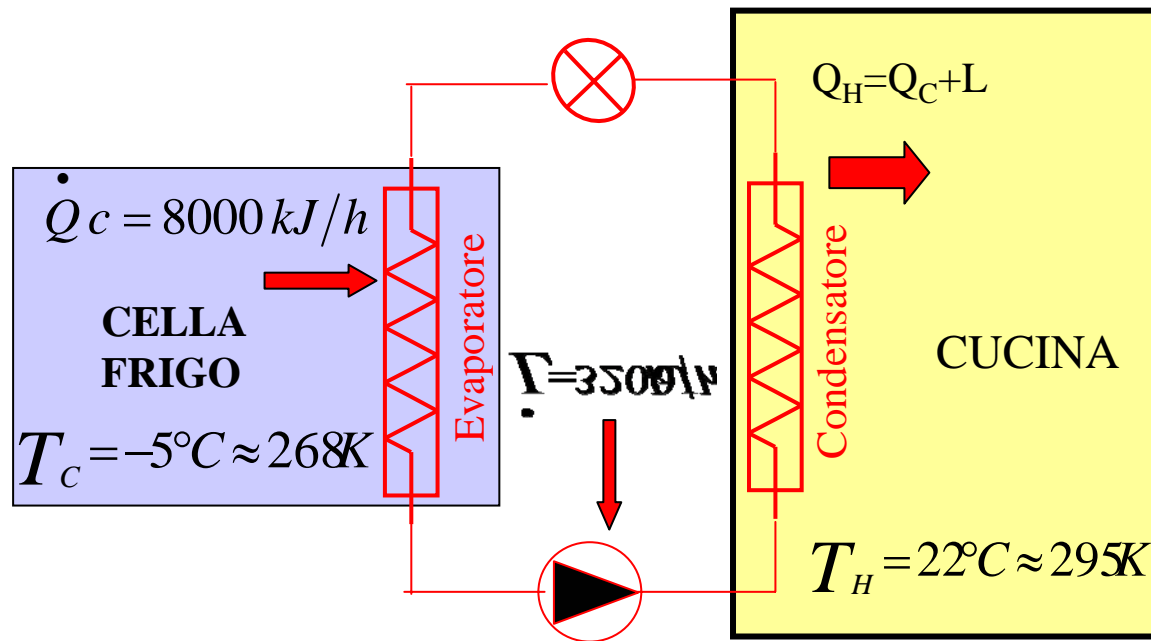 Q_H=Q_C+L
Q̇c = 8000 kJ/h
CELLA
FRIGO
T_C = −5°C ≈ 268K
Evaporatore
Condensatore
CUCINA
T_H = 22°C ≈ 295K